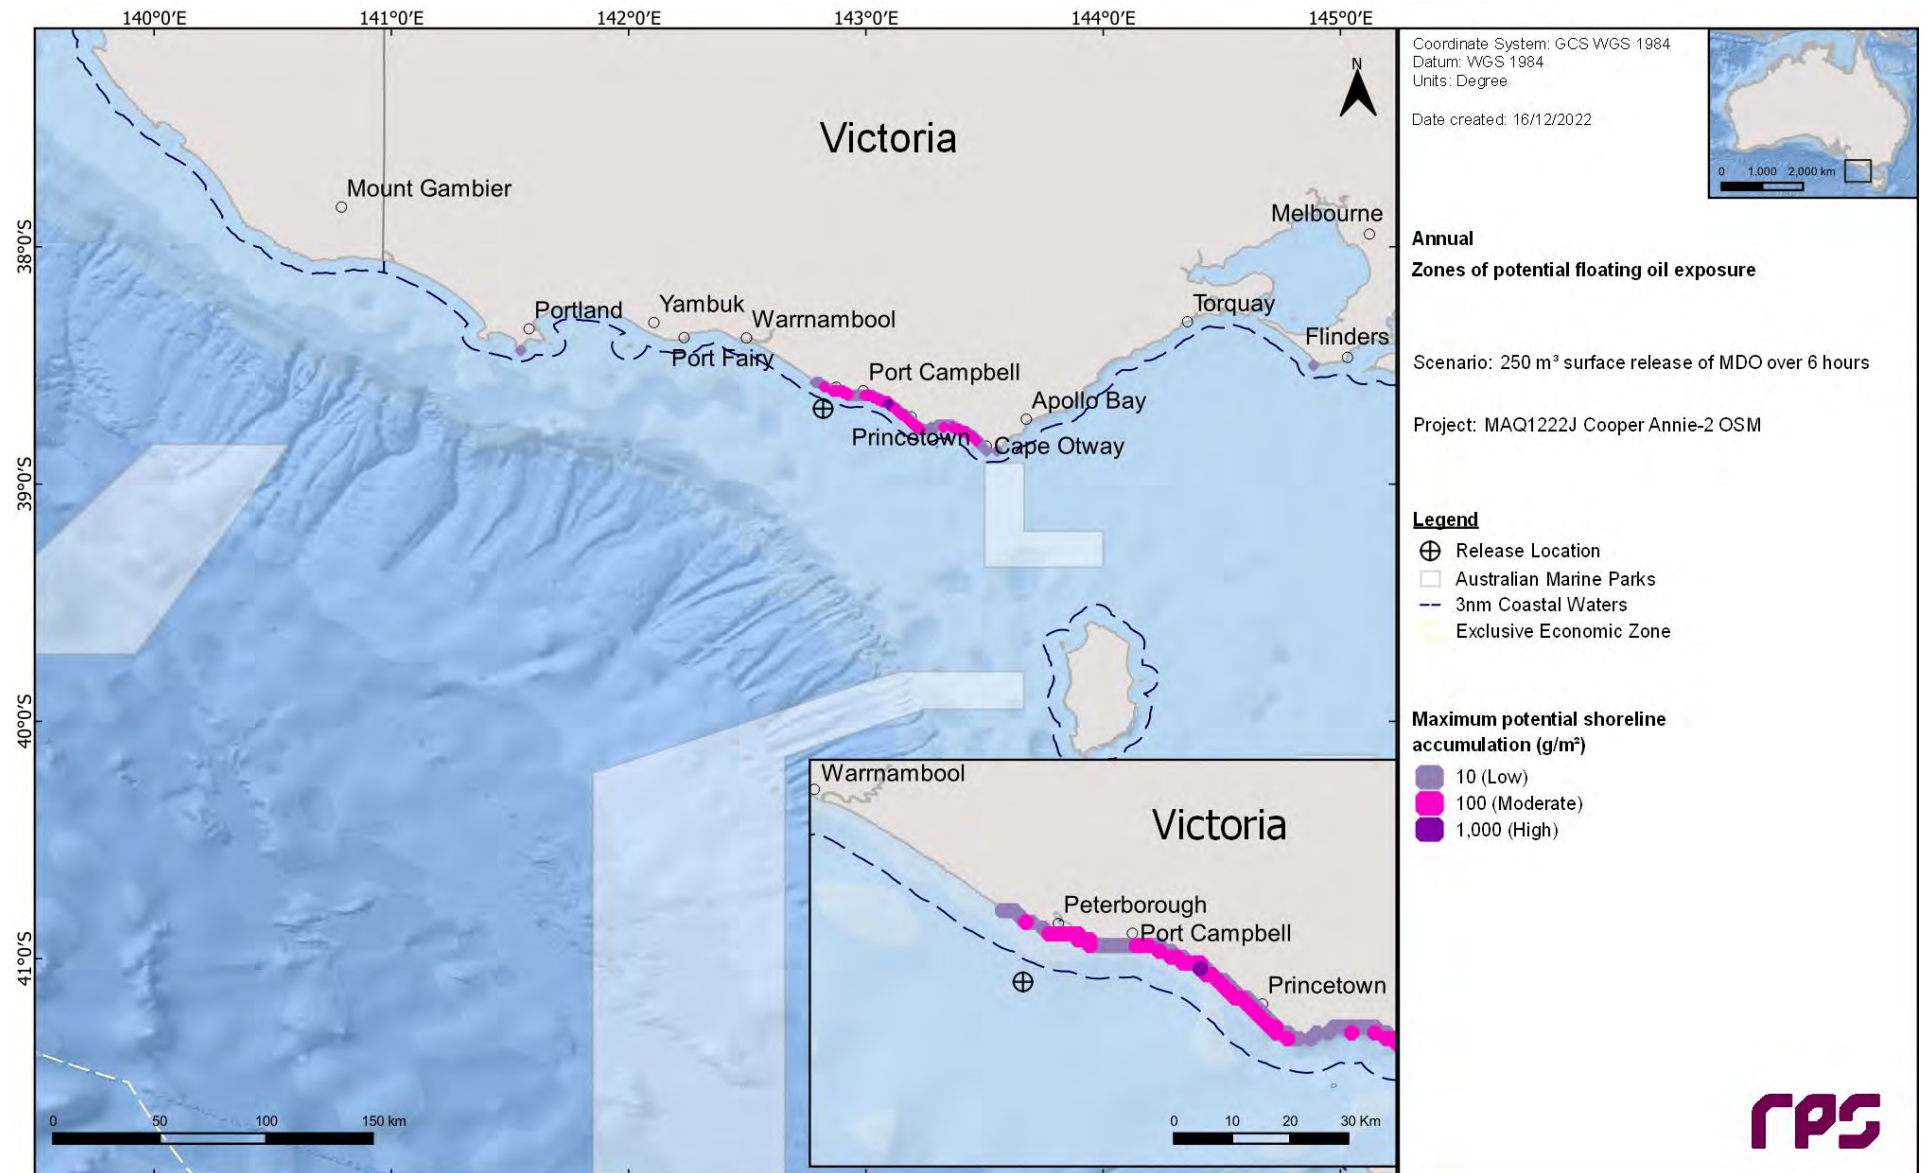 140°0'E 141°0'E 142°0'E 143°0'E 144°0'E 145°0'E
38°0'S
39°0'S
40°0'S
41°0'S
N
Victoria
Mount Gambier
Melbourne
Portland
Yambuk
Warrnambool
Port Fairy
Torquay
Flinders
Port Campbell
Apollo Bay
Princetown
Cape Otway
0 50 100 150 km
Warrnambool
Victoria
Peterborough
Port Campbell
Princetown
0 10 20 30 Km
Coordinate System: GCS WGS 1984
Datum: WGS 1984
Units: Degree
Date created: 16/12/2022
0 1,000 2,000 km
Annual
Zones of potential floating oil exposure
Scenario: 250 m³ surface release of MDO over 6 hours
Project: MAQ1222J Cooper Annie-2 OSM
Legend
Release Location
Australian Marine Parks
3nm Coastal Waters
Exclusive Economic Zone
Maximum potential shoreline
accumulation (g/m²)
10 (Low)
100 (Moderate)
1,000 (High)
rps